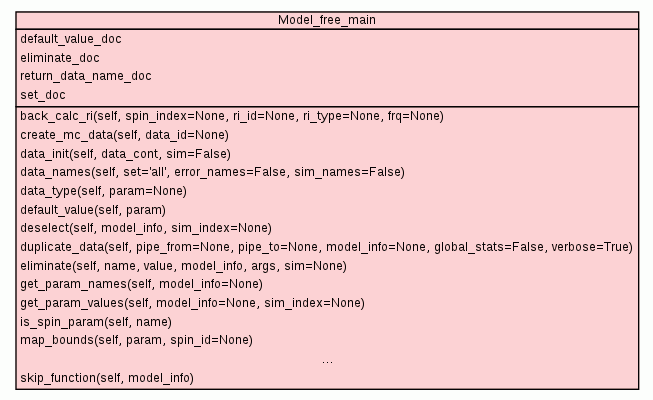 Model_free_main
default_value_doc
eliminate_doc
return_data_name_doc
set_doc
back_calc_ri(self, spin_index=None, ri_id=None, ri_type=None, frq=None)
create_mc_data(self, data_id=None)
data_init(self, data_cont, sim=False)
data_names(self, set='all', error_names=False, sim_names=False)
data_type(self, param=None)
default_value(self, param)
deselect(self, model_info, sim_index=None)
duplicate_data(self, pipe_from=None, pipe_to=None, model_info=None, global_stats=False, verbose=True)
eliminate(self, name, value, model_info, args, sim=None)
get_param_names(self, model_info=None)
get_param_values(self, model_info=None, sim_index=None)
is_spin_param(self, name)
map_bounds(self, param, spin_id=None)
...
skip_function(self, model_info)